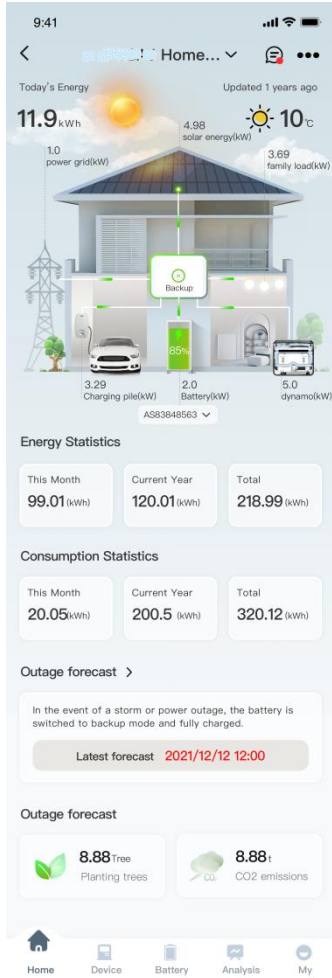 9:41
Home...
Today's Energy
Updated 1 years ago
11.9 kWh
10°C
4.98
solar energy(kW)
1.0
power grid(kW)
3.69
family load(kW)
Backup
85%
3.29
Charging pile(kW)
2.0
Battery(kW)
5.0
dynamo(kW)
AS83848563
Energy Statistics
This Month
99.01 (kWh)
Current Year
120.01 (kWh)
Total
218.99 (kWh)
Consumption Statistics
This Month
20.05(kWh)
Current Year
200.5 (kWh)
Total
320.12 (kWh)
Outage forecast >
In the event of a storm or power outage, the battery is
switched to backup mode and fully charged.
Latest forecast 2021/12/12 12:00
Outage forecast
8.88 Tree
Planting trees
CO₂
8.88 t
CO2 emissions
Home
Device
Battery
Analysis
My